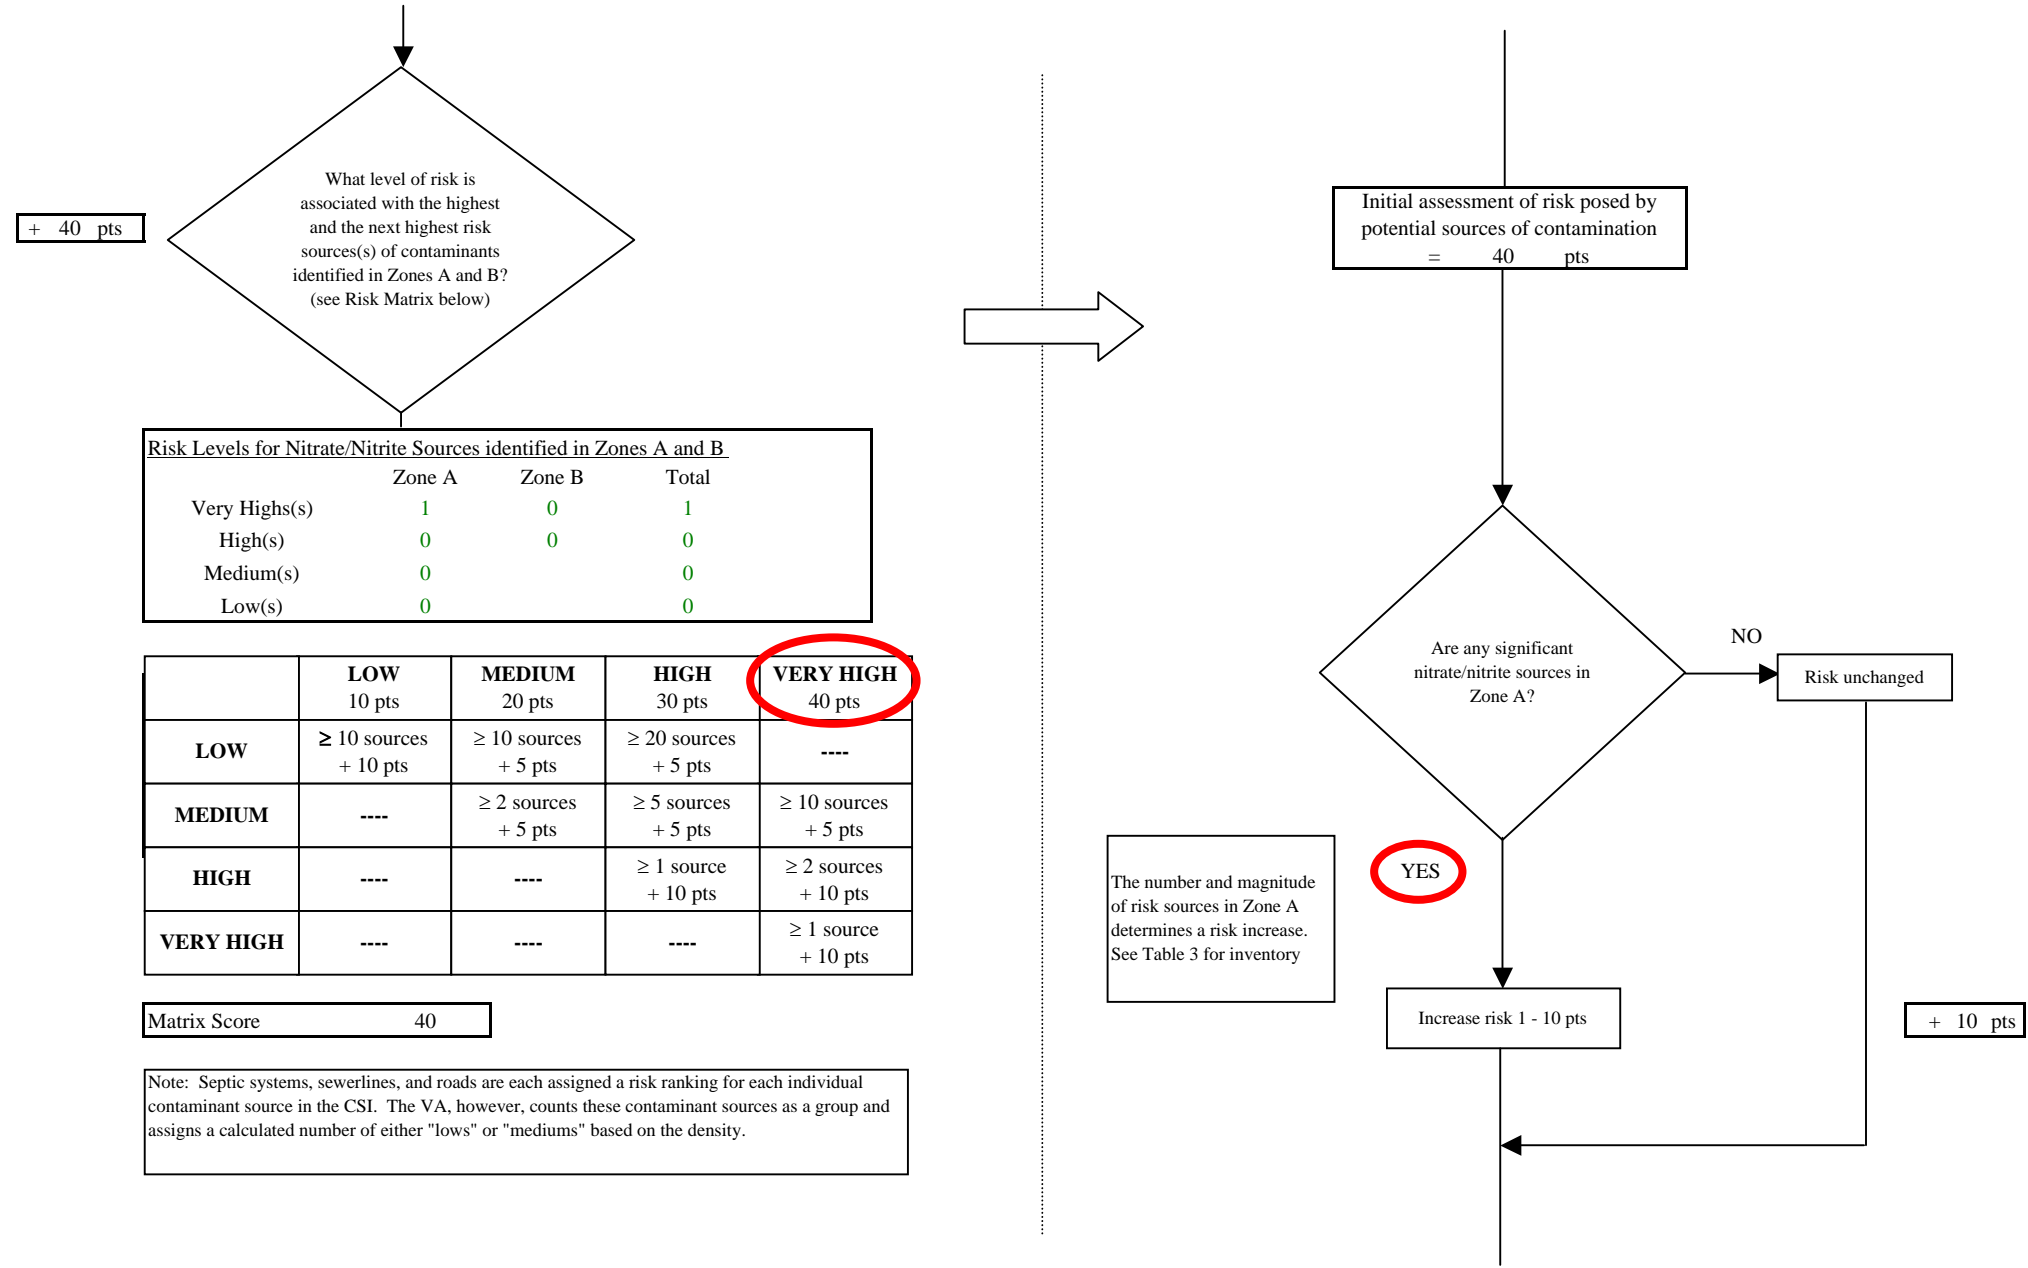 What level of risk is
associated with the highest
and the next highest risk
sources(s) of contaminants
identified in Zones A and B?
(see Risk Matrix below)
+ 40 pts
Risk Levels for Nitrate/Nitrite Sources identified in Zones A and B
Zone A Zone B Total
Very Highs(s) 1 0 1
High(s) 0 0 0
Medium(s) 0 0
Low(s) 0 0
LOW MEDIUM HIGH VERY HIGH
10 pts 20 pts 30 pts 40 pts
LOW ≥ 10 sources ≥ 10 sources ≥ 20 sources ----
+ 10 pts + 5 pts + 5 pts
MEDIUM ---- ≥ 2 sources ≥ 5 sources ≥ 10 sources
+ 5 pts + 5 pts + 5 pts
HIGH ---- ---- ≥ 1 source ≥ 2 sources
+ 10 pts + 10 pts
VERY HIGH ---- ---- ---- ≥ 1 source
+ 10 pts
Matrix Score 40
Note: Septic systems, sewerlines, and roads are each assigned a risk ranking for each individual
contaminant source in the CSI. The VA, however, counts these contaminant sources as a group and
assigns a calculated number of either "lows" or "mediums" based on the density.
Initial assessment of risk posed by
potential sources of contamination
= 40 pts
Are any significant
nitrate/nitrite sources in
Zone A?
NO
Risk unchanged
YES
The number and magnitude
of risk sources in Zone A
determines a risk increase.
See Table 3 for inventory
Increase risk 1 - 10 pts
+ 10 pts